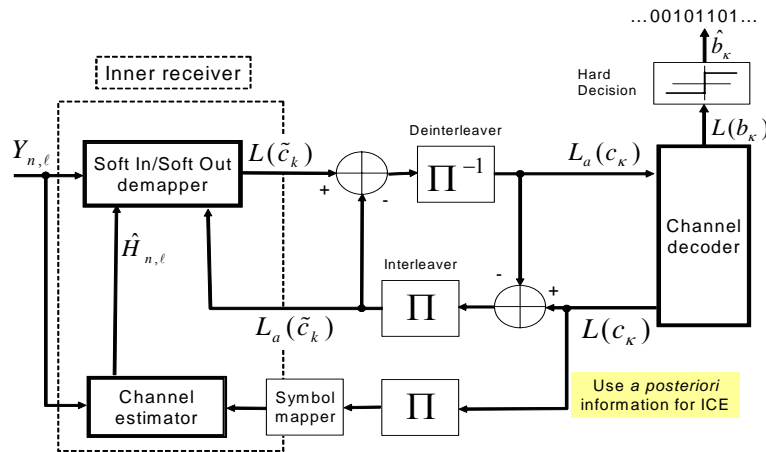 ...00101101...
b̂_κ
Inner receiver
Hard
Decision
L(b_κ)
Y_{n,ℓ}
Soft In/Soft Out
demapper
L(c̃_k)
+
-
Deinterleaver
Π⁻¹
L_a(c_κ)
Channel
decoder
Ĥ_{n,ℓ}
Interleaver
Π
-
+
L_a(c̃_k)
L(c_κ)
Channel
estimator
Symbol
mapper
Π
Use a posteriori
information for ICE